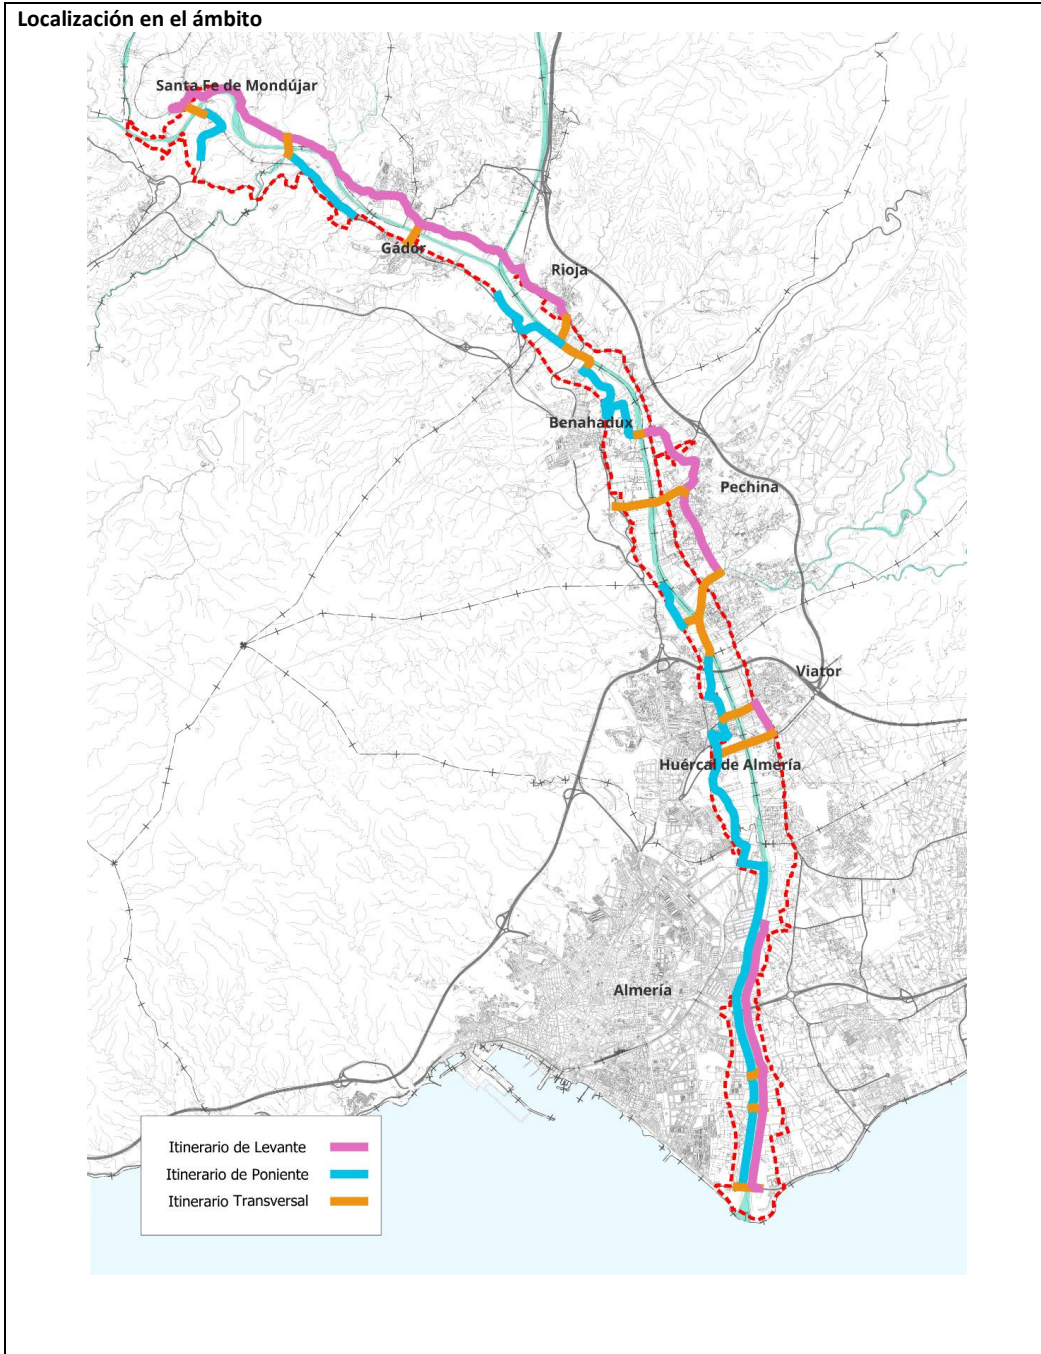 Localización en el ámbito
Santa Fe de Mondújar
Gádor
Rioja
Benahadux
Pechina
Viator
Huércal de Almería
Almería
Itinerario de Levante
Itinerario de Poniente
Itinerario Transversal